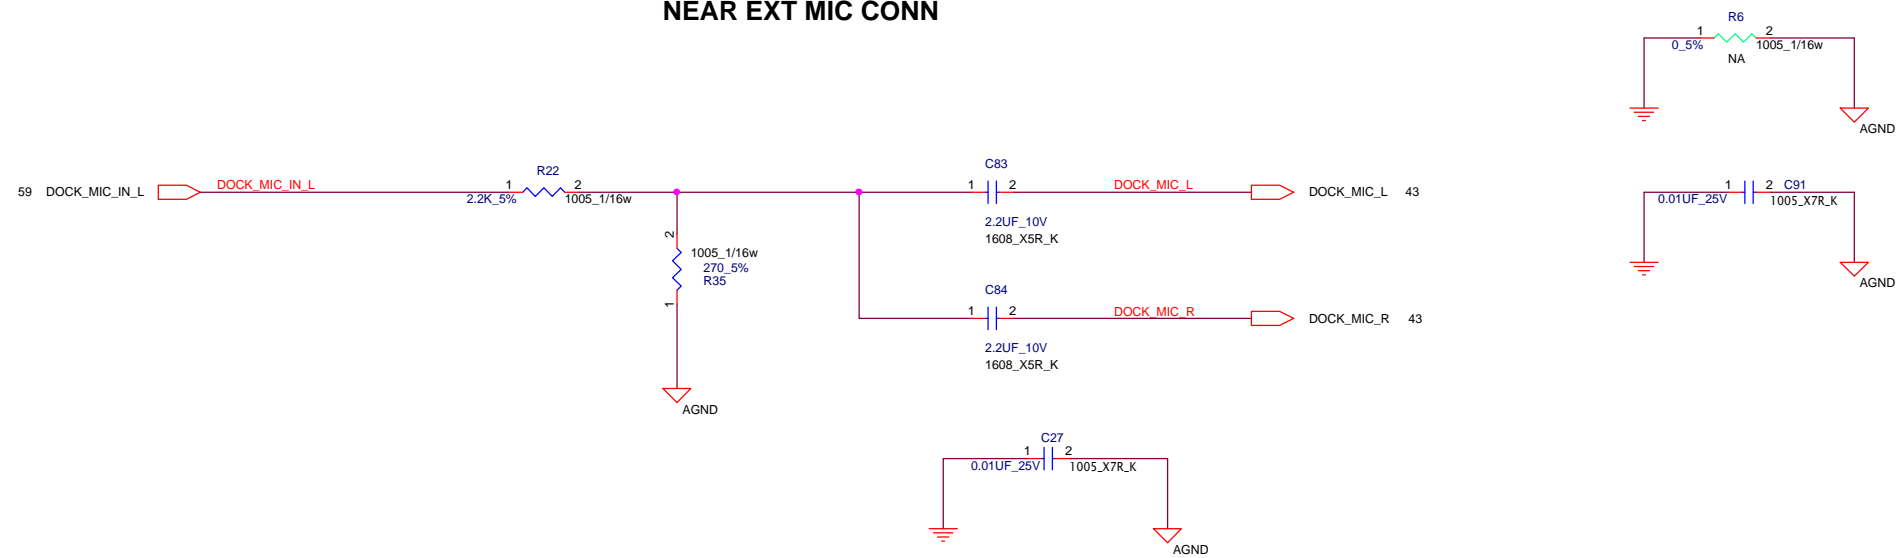 NEAR EXT MIC CONN
R6
1 2
0_5% 1005_1/16w
NA
AGND
59 DOCK_MIC_IN_L DOCK_MIC_IN_L
R22
1 2
2.2K_5% 1005_1/16w
2
1005_1/16w
270_5%
R35
1
AGND
C83
1 2
2.2UF_10V
1608_X5R_K
DOCK_MIC_L DOCK_MIC_L 43
C84
1 2
2.2UF_10V
1608_X5R_K
DOCK_MIC_R DOCK_MIC_R 43
1 2 C91
0.01UF_25V 1005_X7R_K
AGND
C27
1 2
0.01UF_25V 1005_X7R_K
AGND